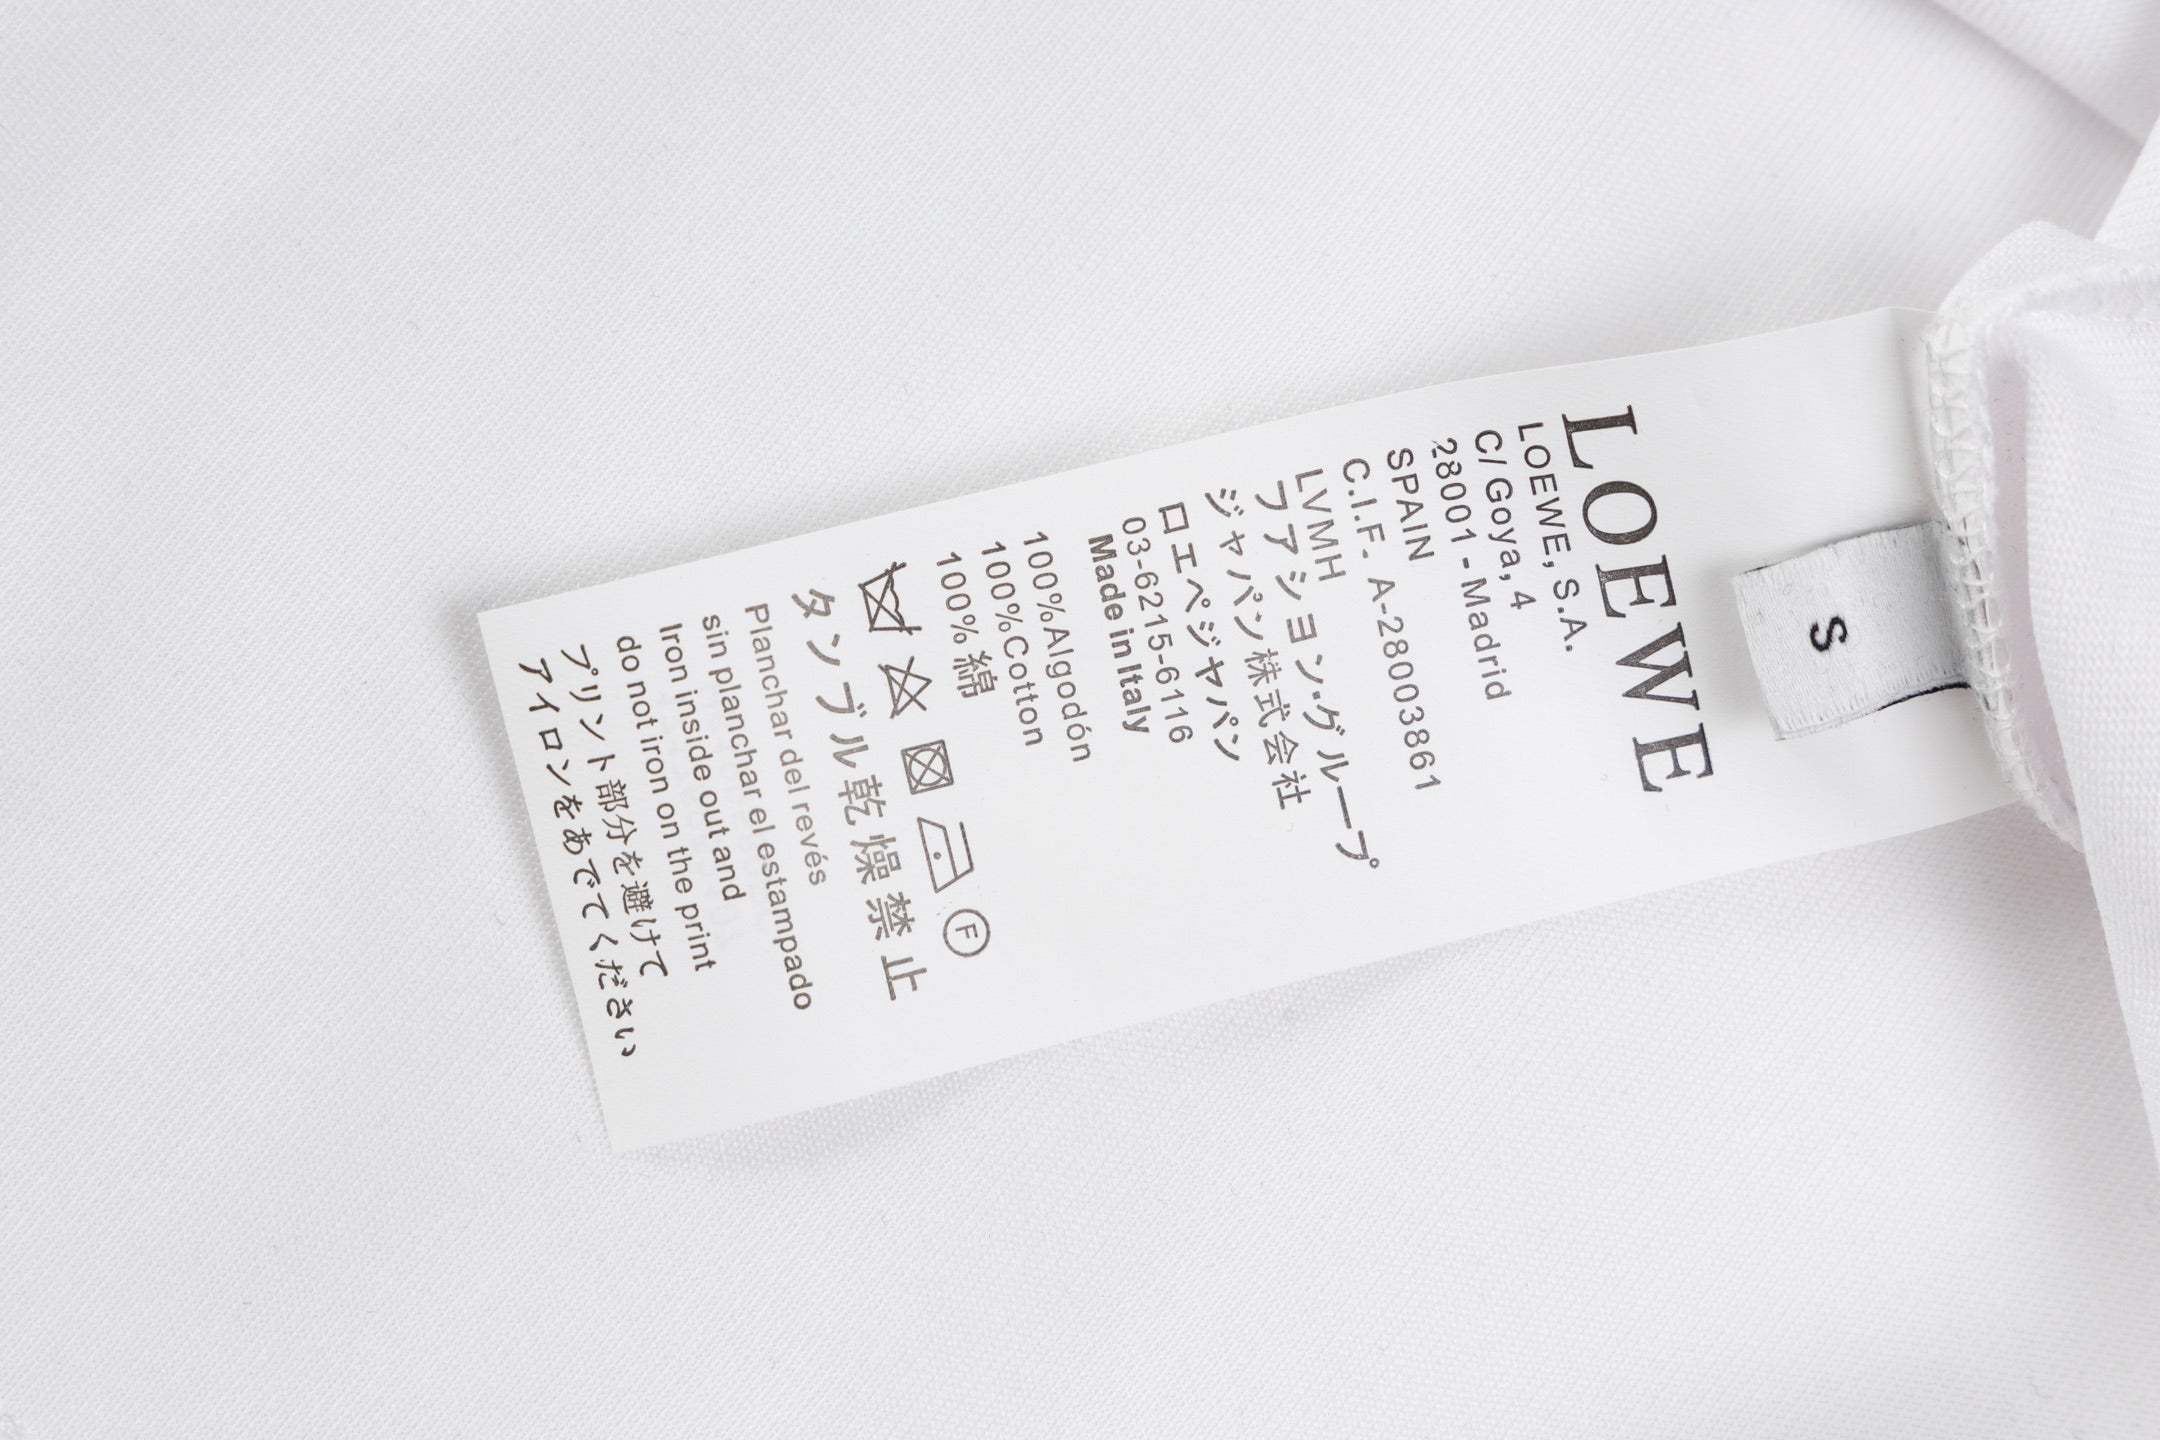 S
LOEWE
LOEWE, S.A.
C/Goya, 4
28001 - Madrid
SPAIN
C.I.F. A-28003861
LVMH
ファション·グループ
ジャパン株式会社
ロエベジャパン
03-6215-6116
Made in Italy
100%Algodón
100%Cotton
100% 綿
F
タンブル乾燥禁止
Planchar del revés
sin planchar el estampado
Iron inside out and
do not iron on the print
プリント部分を避けて
アイロンをあでてください